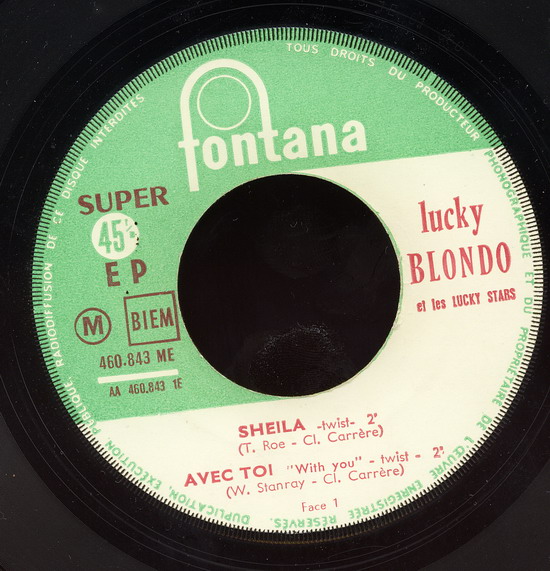 TOUS DROITS DU PRODUCTEUR PHONOGRAPHIQUE ET DU PROPRIÉTAIRE DE L'ŒUVRE ENREGISTRÉE RÉSERVÉS. DUPLICATION EXÉCUTION PUBLIQUE, RADIODIFFUSION DE CE DISQUE INTERDITES
fontana
SUPER
45
EP
M
BIEM
460.843 ME
AA 460.843 1E
lucky
BLONDO
et les LUCKY STARS
SHEILA -twist- 2'
(T. Roe - Cl. Carrère)
AVEC TOI "With you" - twist - 2'
(W. Stanray - Cl. Carrère)
Face 1